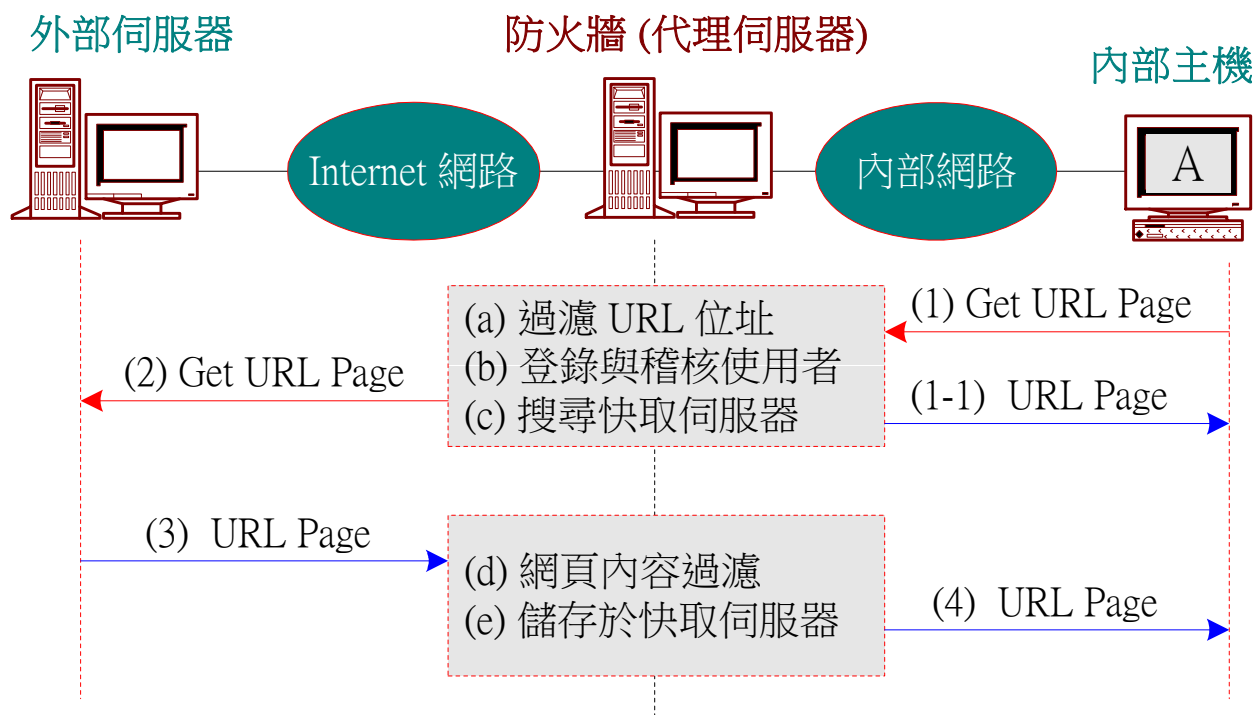 外部伺服器
防火牆 (代理伺服器)
內部主機
Internet 網路
內部網路
A
(a) 過濾 URL 位址
(b) 登錄與稽核使用者
(c) 搜尋快取伺服器
(1) Get URL Page
(2) Get URL Page
(1-1) URL Page
(3) URL Page
(d) 網頁內容過濾
(e) 儲存於快取伺服器
(4) URL Page